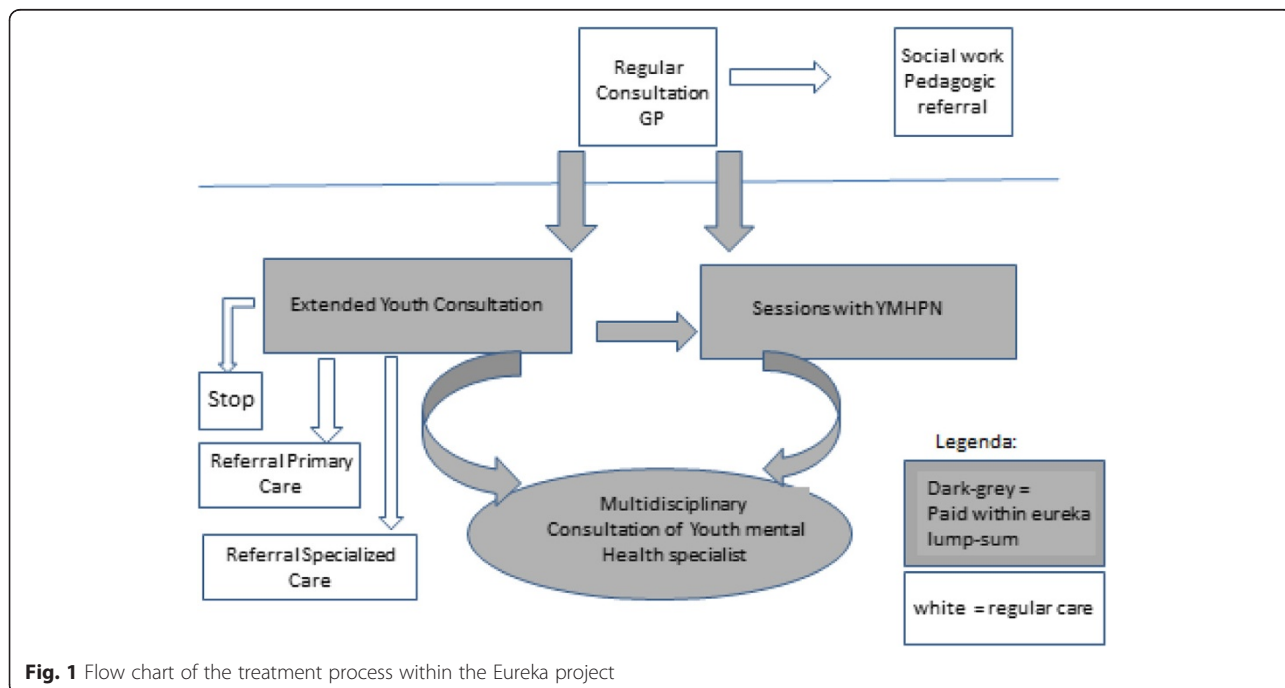 Regular
Consultation
GP
Social work
Pedagogic
referral
Extended Youth Consultation
Sessions with YMHPN
Stop
Referral Primary
Care
Referral Specialized
Care
Multidisciplinary
Consultation of Youth mental
Health specialist
Legenda:
Dark-grey =
Paid within eureka
lump-sum
white = regular care
Fig. 1 Flow chart of the treatment process within the Eureka project